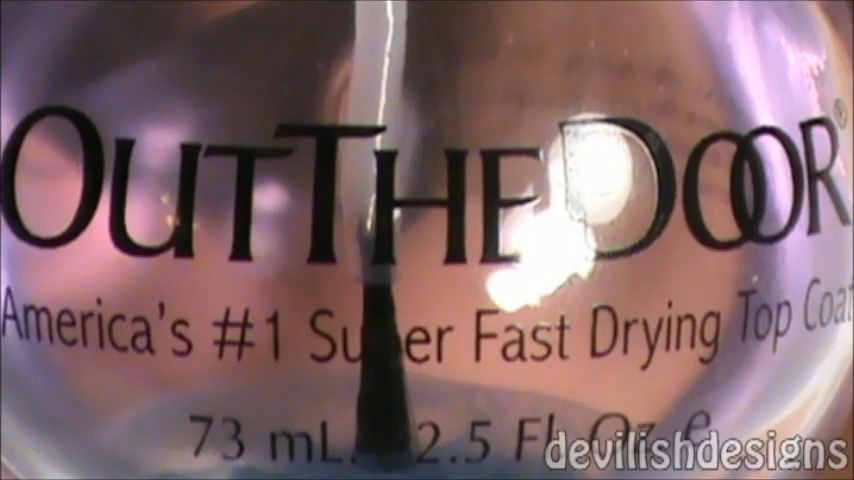 OUTTHEDOOR®
America's #1 Super Fast Drying Top Coat
73 mL. 2.5 Fl. Oz. e
devilishdesigns